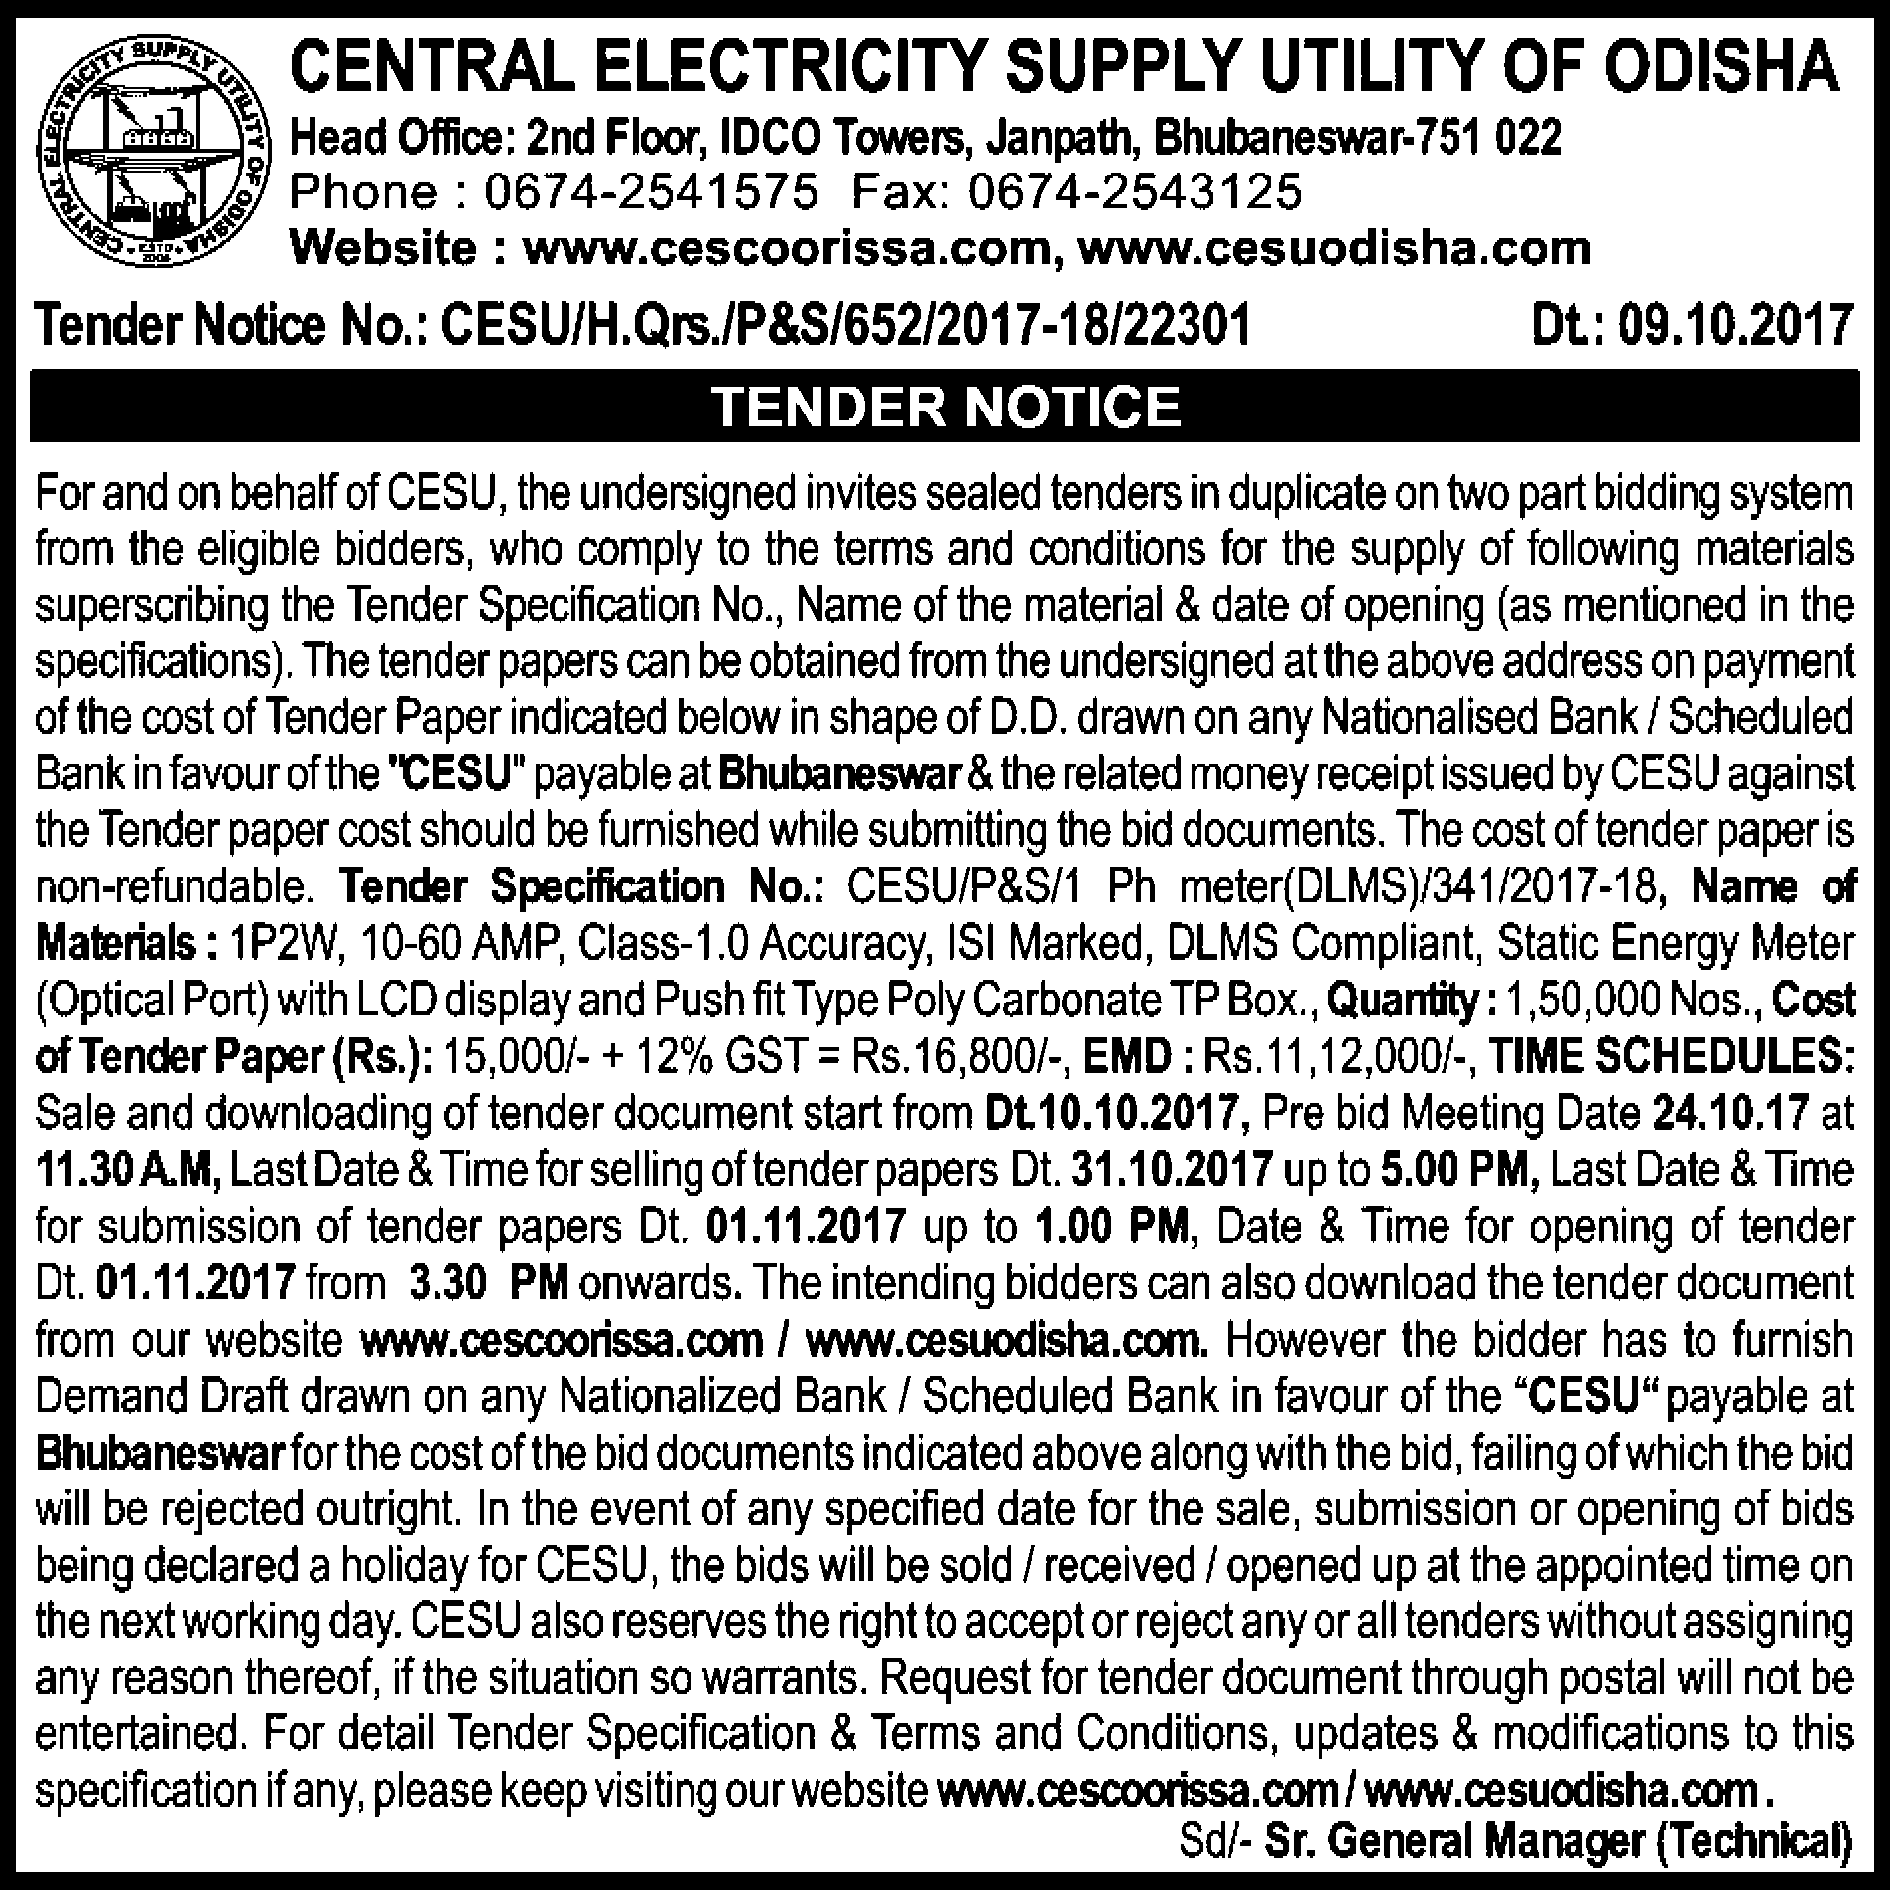 CENTRAL ELECTRICITY SUPPLY UTILITY OF ODISHA
CENTRAL ELECTRICITY SUPPLY UTILITY OF ODISHA
ESTD
Head Office: 2nd Floor, IDCO Towers, Janpath, Bhubaneswar-751 022
Phone : 0674-2541575 Fax: 0674-2543125
Website : www.cescoorissa.com, www.cesuodisha.com
Tender Notice No.: CESU/H.Qrs./P&S/652/2017-18/22301 Dt.: 09.10.2017
TENDER NOTICE
For and on behalf of CESU, the undersigned invites sealed tenders in duplicate on two part bidding system
from the eligible bidders, who comply to the terms and conditions for the supply of following materials
superscribing the Tender Specification No., Name of the material & date of opening (as mentioned in the
specifications). The tender papers can be obtained from the undersigned at the above address on payment
of the cost of Tender Paper indicated below in shape of D.D. drawn on any Nationalised Bank / Scheduled
Bank in favour of the "CESU" payable at Bhubaneswar & the related money receipt issued by CESU against
the Tender paper cost should be furnished while submitting the bid documents. The cost of tender paper is
non-refundable. Tender Specification No.: CESU/P&S/1 Ph meter(DLMS)/341/2017-18, Name of
Materials : 1P2W, 10-60 AMP, Class-1.0 Accuracy, ISI Marked, DLMS Compliant, Static Energy Meter
(Optical Port) with LCD display and Push fit Type Poly Carbonate TP Box., Quantity : 1,50,000 Nos., Cost
of Tender Paper (Rs.): 15,000/- + 12% GST = Rs.16,800/-, EMD : Rs.11,12,000/-, TIME SCHEDULES:
Sale and downloading of tender document start from Dt.10.10.2017, Pre bid Meeting Date 24.10.17 at
11.30 A.M, Last Date & Time for selling of tender papers Dt. 31.10.2017 up to 5.00 PM, Last Date & Time
for submission of tender papers Dt. 01.11.2017 up to 1.00 PM, Date & Time for opening of tender
Dt. 01.11.2017 from 3.30 PM onwards. The intending bidders can also download the tender document
from our website www.cescoorissa.com / www.cesuodisha.com. However the bidder has to furnish
Demand Draft drawn on any Nationalized Bank / Scheduled Bank in favour of the “CESU“ payable at
Bhubaneswar for the cost of the bid documents indicated above along with the bid, failing of which the bid
will be rejected outright. In the event of any specified date for the sale, submission or opening of bids
being declared a holiday for CESU, the bids will be sold / received / opened up at the appointed time on
the next working day. CESU also reserves the right to accept or reject any or all tenders without assigning
any reason thereof, if the situation so warrants. Request for tender document through postal will not be
entertained. For detail Tender Specification & Terms and Conditions, updates & modifications to this
specification if any, please keep visiting our website www.cescoorissa.com / www.cesuodisha.com .
Sd/- Sr. General Manager (Technical)